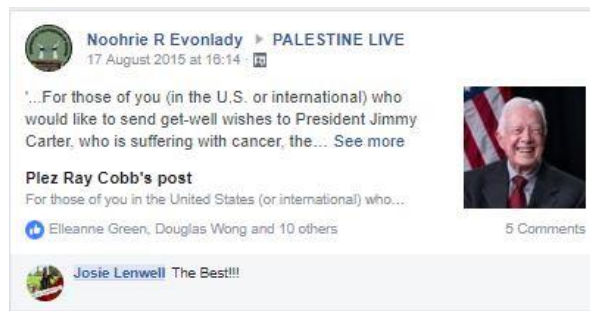 Noohrie R Evonlady ▸ PALESTINE LIVE
17 August 2015 at 16:14 ·
'...For those of you (in the U.S. or international) who
would like to send get-well wishes to President Jimmy
Carter, who is suffering with cancer, the... See more
Plez Ray Cobb's post
For those of you in the United States (or international) who...
Elleanne Green, Douglas Wong and 10 others
5 Comments
Josie Lenwell The Best!!!